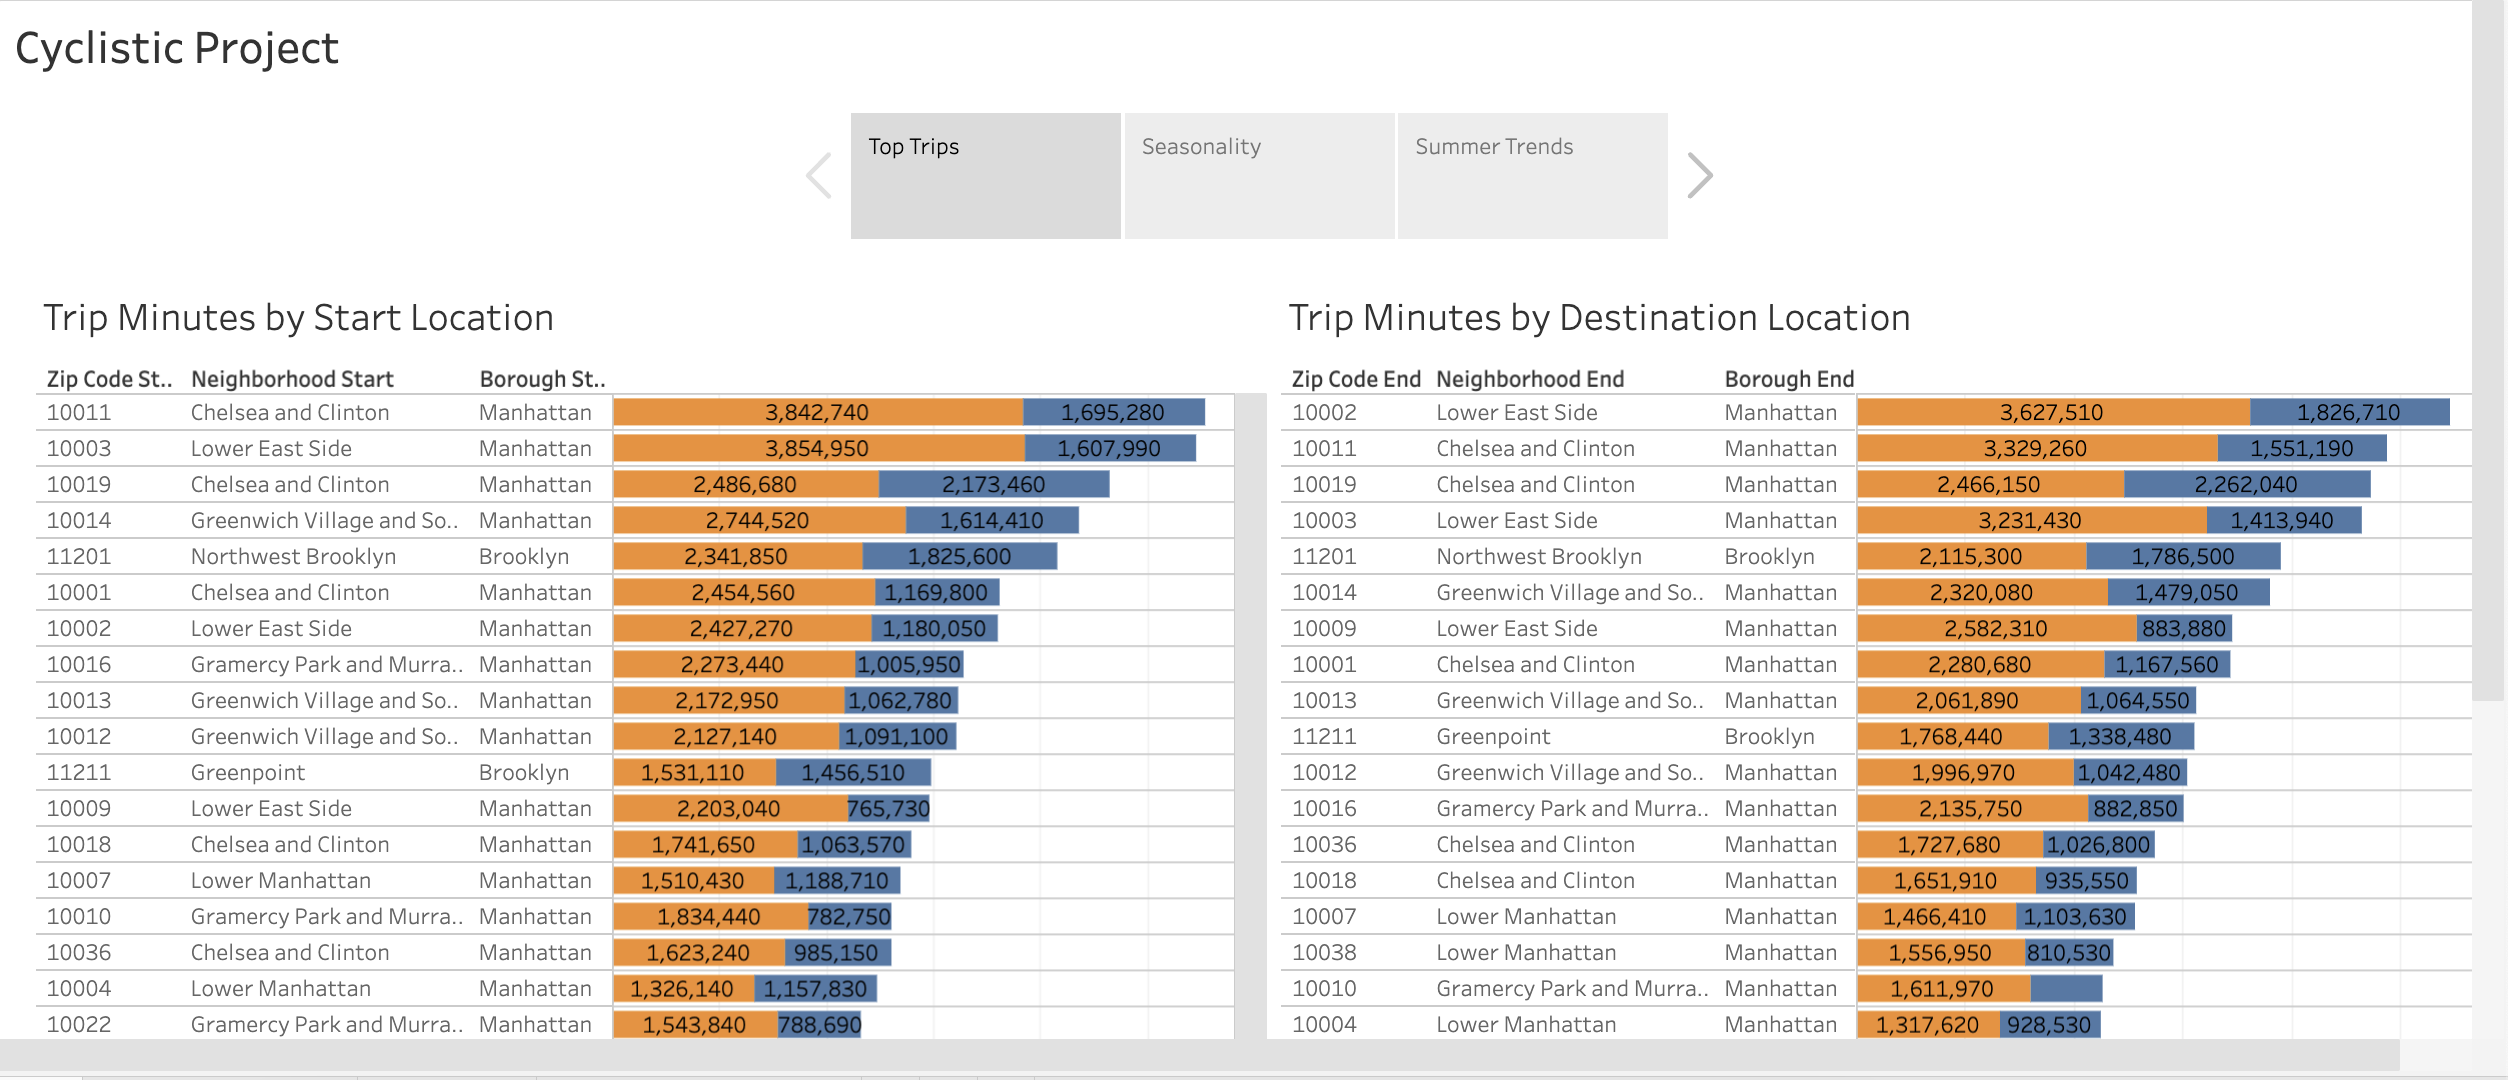 Cyclistic Project
Top Trips
Seasonality
Summer Trends
Trip Minutes by Start Location
Zip Code St.. Neighborhood Start Borough St..
10011 Chelsea and Clinton Manhattan 3,842,740 1,695,280
10003 Lower East Side Manhattan 3,854,950 1,607,990
10019 Chelsea and Clinton Manhattan 2,486,680 2,173,460
10014 Greenwich Village and So.. Manhattan 2,744,520 1,614,410
11201 Northwest Brooklyn Brooklyn 2,341,850 1,825,600
10001 Chelsea and Clinton Manhattan 2,454,560 1,169,800
10002 Lower East Side Manhattan 2,427,270 1,180,050
10016 Gramercy Park and Murra.. Manhattan 2,273,440 1,005,950
10013 Greenwich Village and So.. Manhattan 2,172,950 1,062,780
10012 Greenwich Village and So.. Manhattan 2,127,140 1,091,100
11211 Greenpoint Brooklyn 1,531,110 1,456,510
10009 Lower East Side Manhattan 2,203,040 765,730
10018 Chelsea and Clinton Manhattan 1,741,650 1,063,570
10007 Lower Manhattan Manhattan 1,510,430 1,188,710
10010 Gramercy Park and Murra.. Manhattan 1,834,440 782,750
10036 Chelsea and Clinton Manhattan 1,623,240 985,150
10004 Lower Manhattan Manhattan 1,326,140 1,157,830
10022 Gramercy Park and Murra.. Manhattan 1,543,840 788,690
Trip Minutes by Destination Location
Zip Code End Neighborhood End Borough End
10002 Lower East Side Manhattan 3,627,510 1,826,710
10011 Chelsea and Clinton Manhattan 3,329,260 1,551,190
10019 Chelsea and Clinton Manhattan 2,466,150 2,262,040
10003 Lower East Side Manhattan 3,231,430 1,413,940
11201 Northwest Brooklyn Brooklyn 2,115,300 1,786,500
10014 Greenwich Village and So.. Manhattan 2,320,080 1,479,050
10009 Lower East Side Manhattan 2,582,310 883,880
10001 Chelsea and Clinton Manhattan 2,280,680 1,167,560
10013 Greenwich Village and So.. Manhattan 2,061,890 1,064,550
11211 Greenpoint Brooklyn 1,768,440 1,338,480
10012 Greenwich Village and So.. Manhattan 1,996,970 1,042,480
10016 Gramercy Park and Murra.. Manhattan 2,135,750 882,850
10036 Chelsea and Clinton Manhattan 1,727,680 1,026,800
10018 Chelsea and Clinton Manhattan 1,651,910 935,550
10007 Lower Manhattan Manhattan 1,466,410 1,103,630
10038 Lower Manhattan Manhattan 1,556,950 810,530
10010 Gramercy Park and Murra.. Manhattan 1,611,970
10004 Lower Manhattan Manhattan 1,317,620 928,530